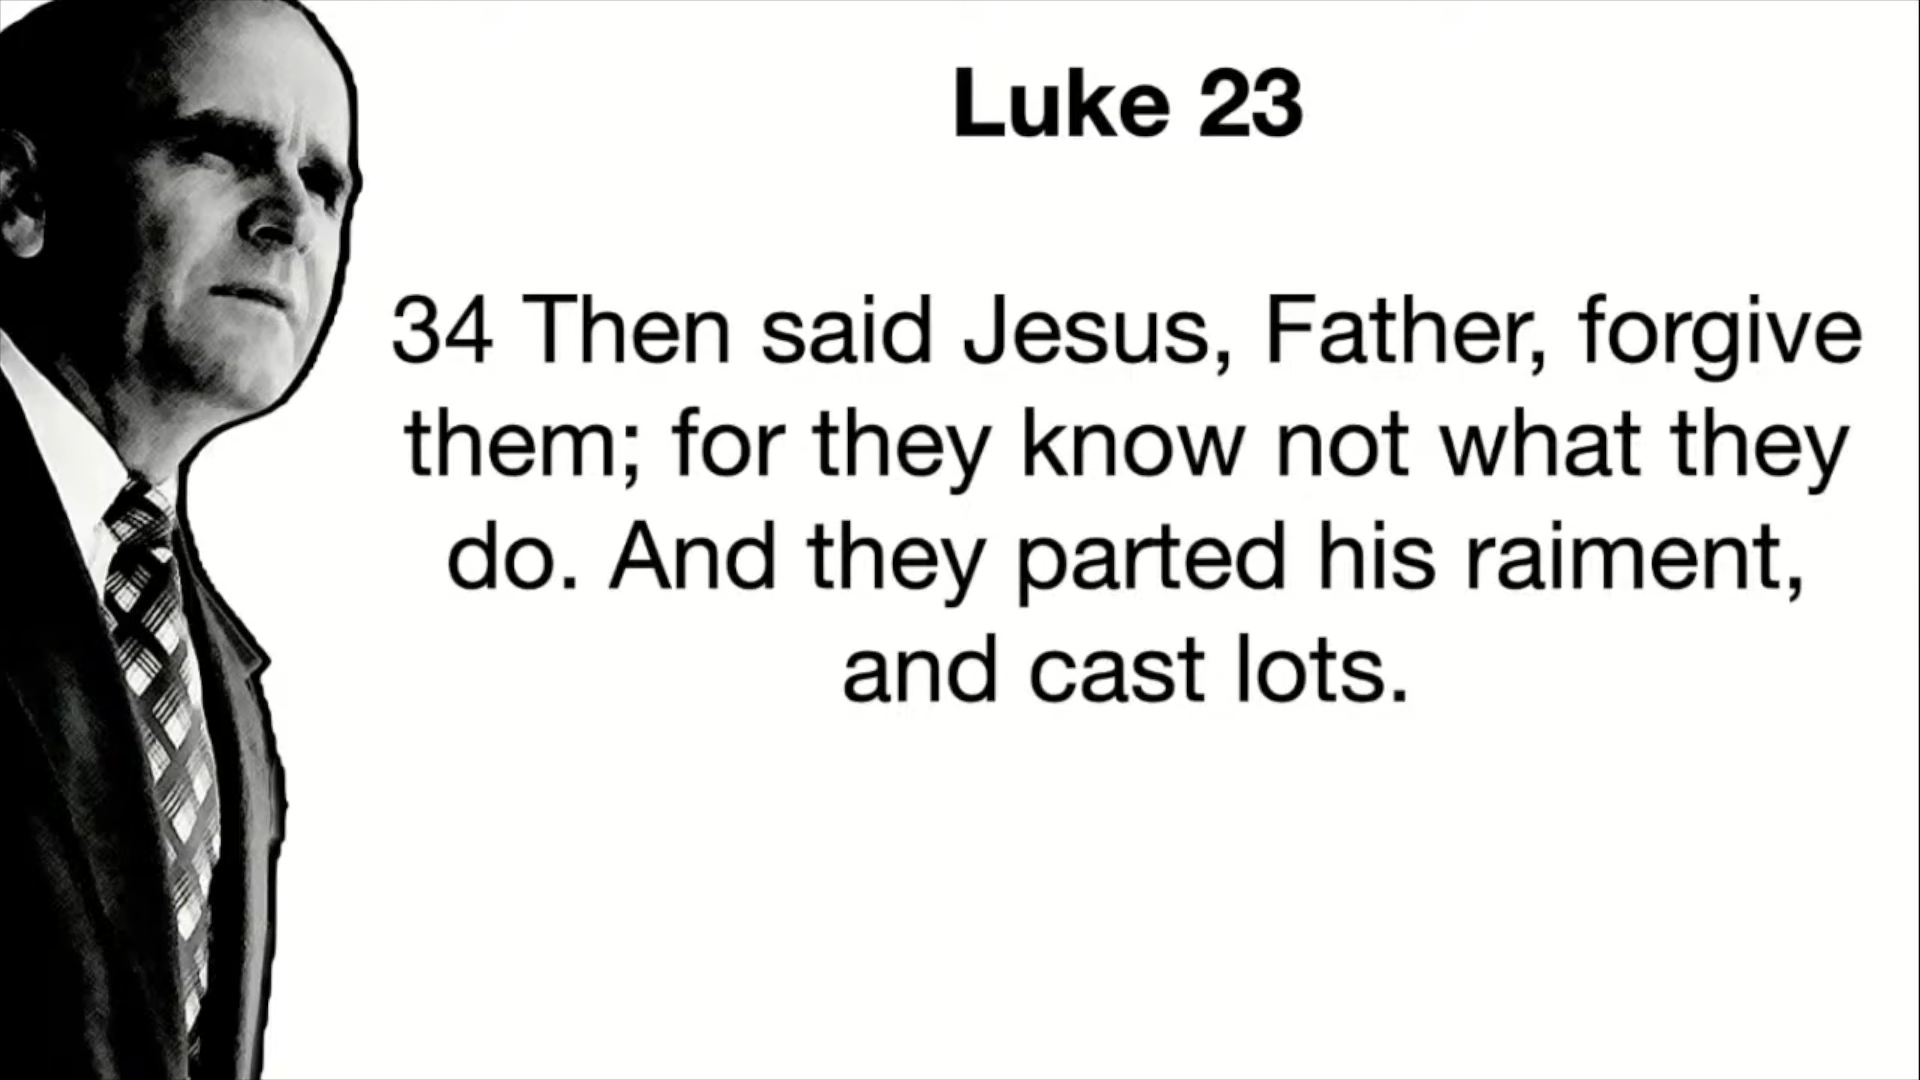 Luke 23
34 Then said Jesus, Father, forgive
them; for they know not what they
do. And they parted his raiment,
and cast lots.